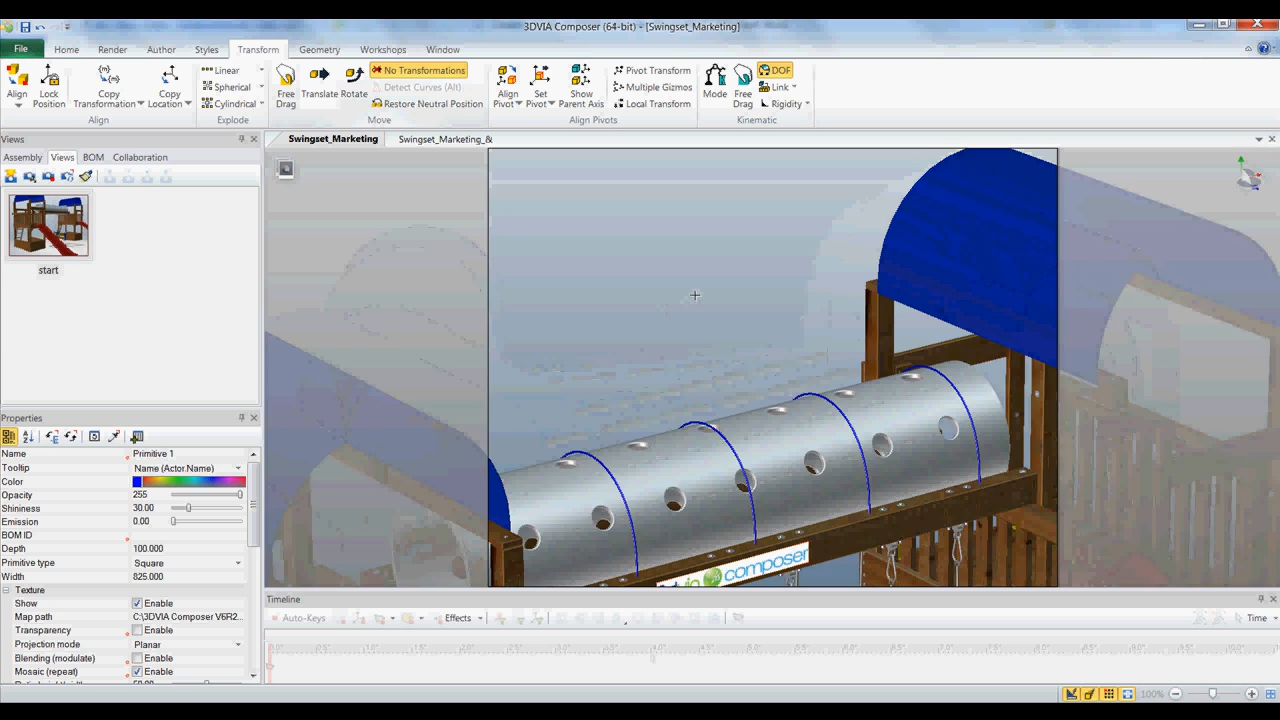 3DVIA Composer (64-bit) - [Swingset_Marketing]
File Home Render Author Styles Transform Geometry Workshops Window
Linear No Transformations Pivot Transform DOF
Spherical Detect Curves (Alt) Multiple Gizmos Link
Align Lock Position Copy Transformation Copy Location Cylindrical Free Drag Translate Rotate Restore Neutral Position Align Pivot Set Pivot Show Parent Axis Local Transform Mode Free Drag Rigidity
Align Explode Move Align Pivots Kinematic
Views Swingset_Marketing Swingset_Marketing_&
Assembly Views BOM Collaboration
start
Properties
Name Primitive 1
Tooltip Name (Actor.Name)
Color
Opacity 255
Shininess 30.00
Emission 0.00
BOM ID
Depth 100.000
Primitive type Square
Width 825.000
composer
Texture
Show Enable
Map path C:\3DVIA Composer V6R2...
Transparency Enable
Projection mode Planar
Blending (modulate) Enable
Mosaic (repeat) Enable
Timeline
Auto-Keys Effects Time
100%